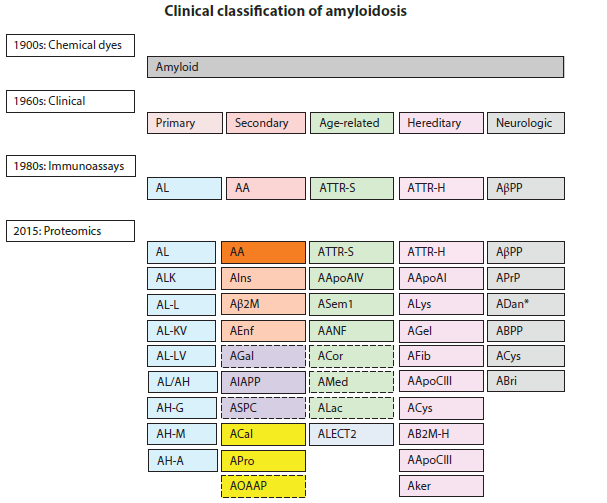 Clinical classification of amyloidosis
1900s: Chemical dyes
Amyloid
1960s: Clinical
Primary Secondary Age-related Hereditary Neurologic
1980s: Immunoassays
AL AA ATTR-S ATTR-H AβPP
2015: Proteomics
AL AA ATTR-S ATTR-H AβPP
ALK AIns AApoAIV AApoAI APrP
AL-L Aβ2M ASem1 ALys ADan*
AL-KV AEnf AANF AGel ABPP
AL-LV AGal ACor AFib ACys
AL/AH AIAPP AMed AApoCIII ABri
AH-G ASPC ALac ACys
AH-M ACal ALECT2 AB2M-H
AH-A APro AApoCIII
AOAAP Aker